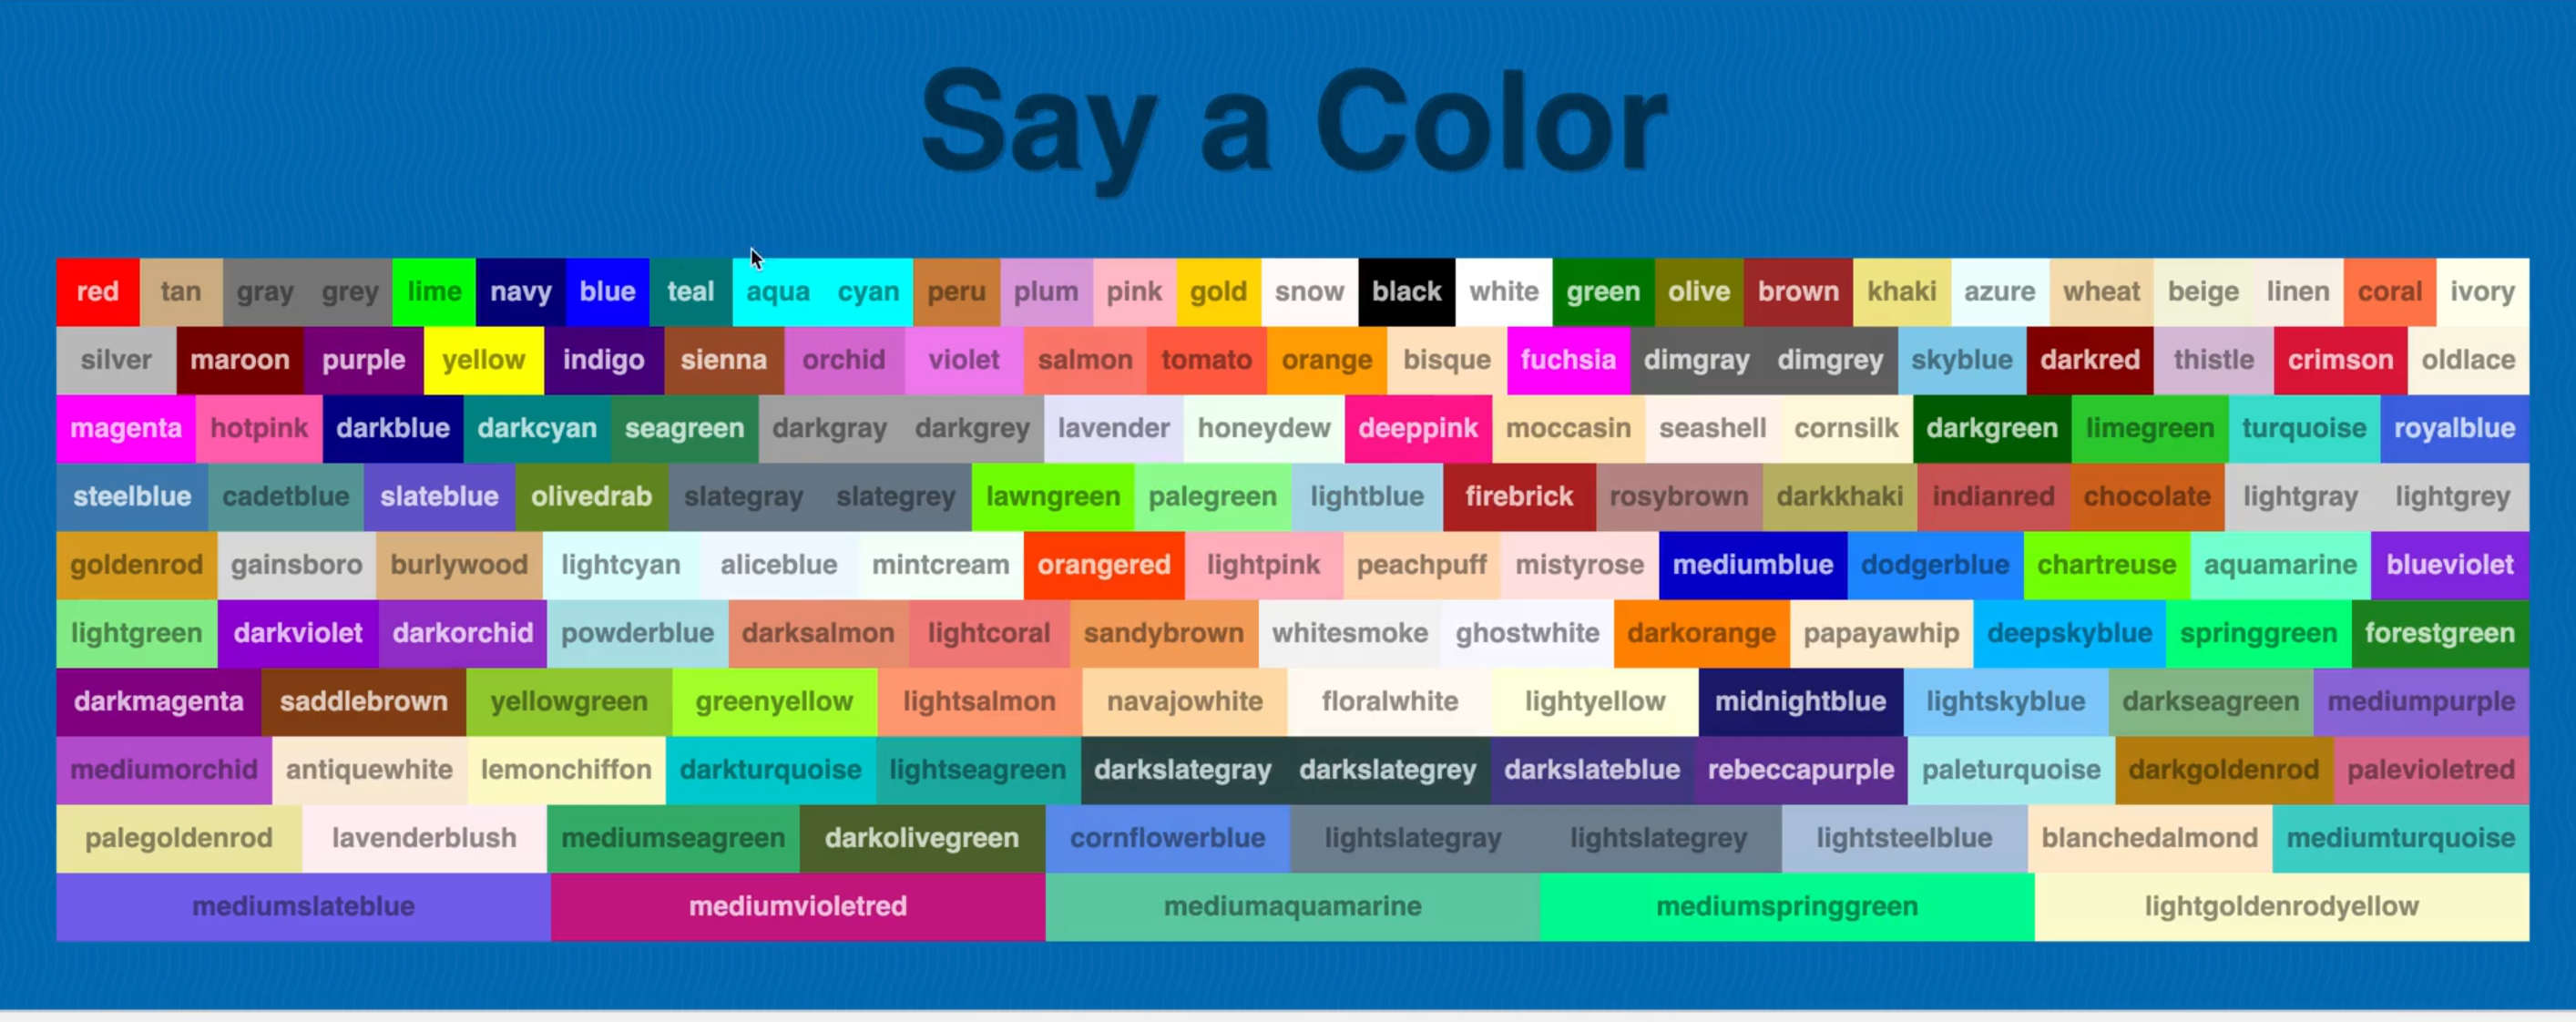 Say a Color
red tan gray grey lime navy blue teal aqua cyan peru plum pink gold snow black white green olive brown khaki azure wheat beige linen coral ivory
silver maroon purple yellow indigo sienna orchid violet salmon tomato orange bisque fuchsia dimgray dimgrey skyblue darkred thistle crimson oldlace
magenta hotpink darkblue darkcyan seagreen darkgray darkgrey lavender honeydew deeppink moccasin seashell cornsilk darkgreen limegreen turquoise royalblue
steelblue cadetblue slateblue olivedrab slategray slategrey lawngreen palegreen lightblue firebrick rosybrown darkkhaki indianred chocolate lightgray lightgrey
goldenrod gainsboro burlywood lightcyan aliceblue mintcream orangered lightpink peachpuff mistyrose mediumblue dodgerblue chartreuse aquamarine blueviolet
lightgreen darkviolet darkorchid powderblue darksalmon lightcoral sandybrown whitesmoke ghostwhite darkorange papayawhip deepskyblue springgreen forestgreen
darkmagenta saddlebrown yellowgreen greenyellow lightsalmon navajowhite floralwhite lightyellow midnightblue lightskyblue darkseagreen mediumpurple
mediumorchid antiquewhite lemonchiffon darkturquoise lightseagreen darkslategray darkslategrey darkslateblue rebeccapurple paleturquoise darkgoldenrod palevioletred
palegoldenrod lavenderblush mediumseagreen darkolivegreen cornflowerblue lightslategray lightslategrey lightsteelblue blanchedalmond mediumturquoise
mediumslateblue mediumvioletred mediumaquamarine mediumspringgreen lightgoldenrodyellow